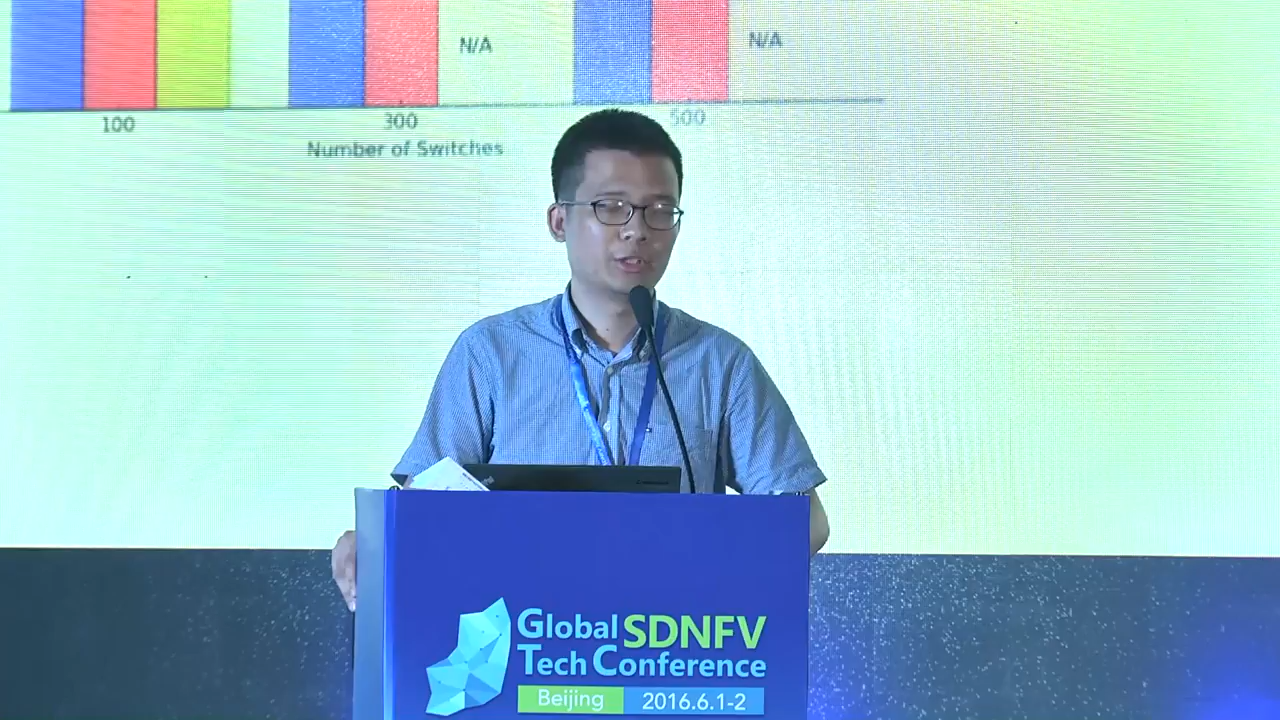 N/A
N/A
100
300
500
Number of Switches
Global SDNFV
Tech Conference
Beijing 2016.6.1-2